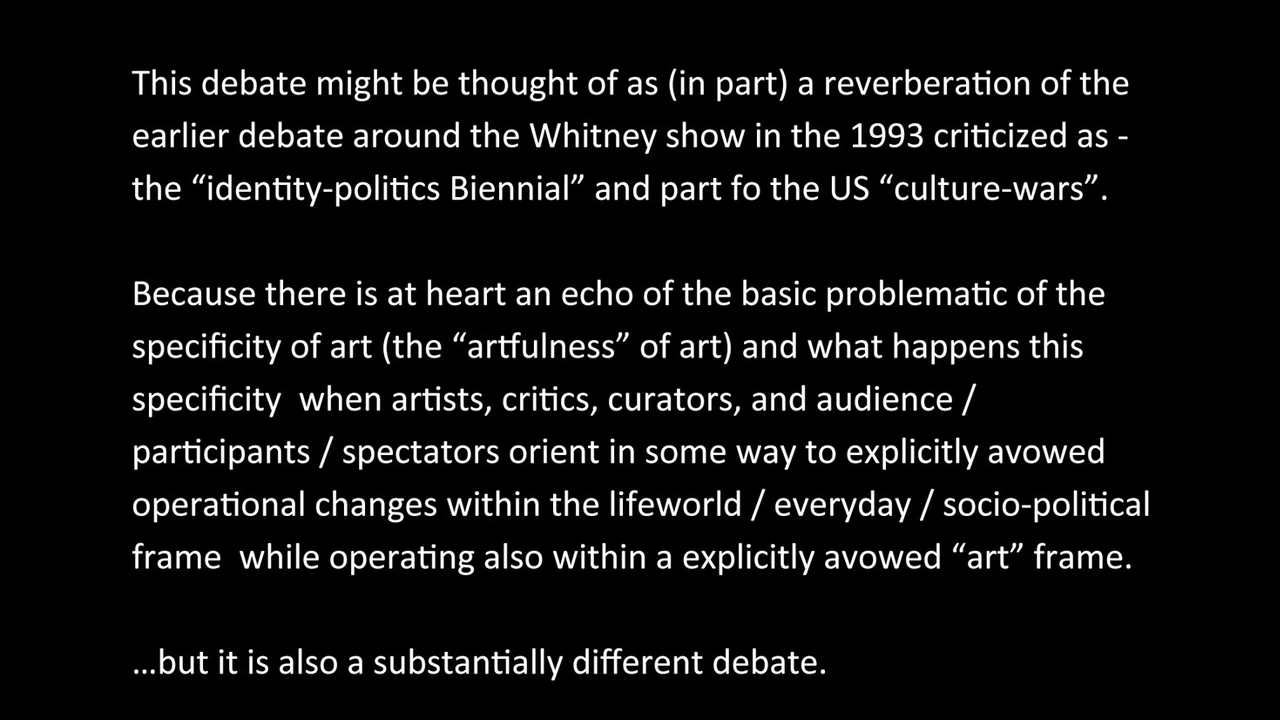 This debate might be thought of as (in part) a reverberation of the
earlier debate around the Whitney show in the 1993 criticized as -
the “identity-politics Biennial” and part fo the US “culture-wars”.
Because there is at heart an echo of the basic problematic of the
specificity of art (the “artfulness” of art) and what happens this
specificity  when artists, critics, curators, and audience /
participants / spectators orient in some way to explicitly avowed
operational changes within the lifeworld / everyday / socio-political
frame  while operating also within a explicitly avowed “art” frame.
…but it is also a substantially different debate.